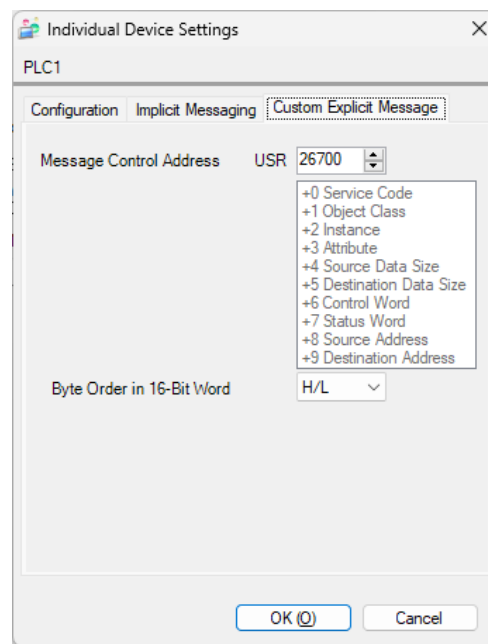 Individual Device Settings
PLC1
Configuration Implicit Messaging Custom Explicit Message
Message Control Address USR 26700
+0 Service Code
+1 Object Class
+2 Instance
+3 Attribute
+4 Source Data Size
+5 Destination Data Size
+6 Control Word
+7 Status Word
+8 Source Address
+9 Destination Address
Byte Order in 16-Bit Word H/L
OK (O) Cancel